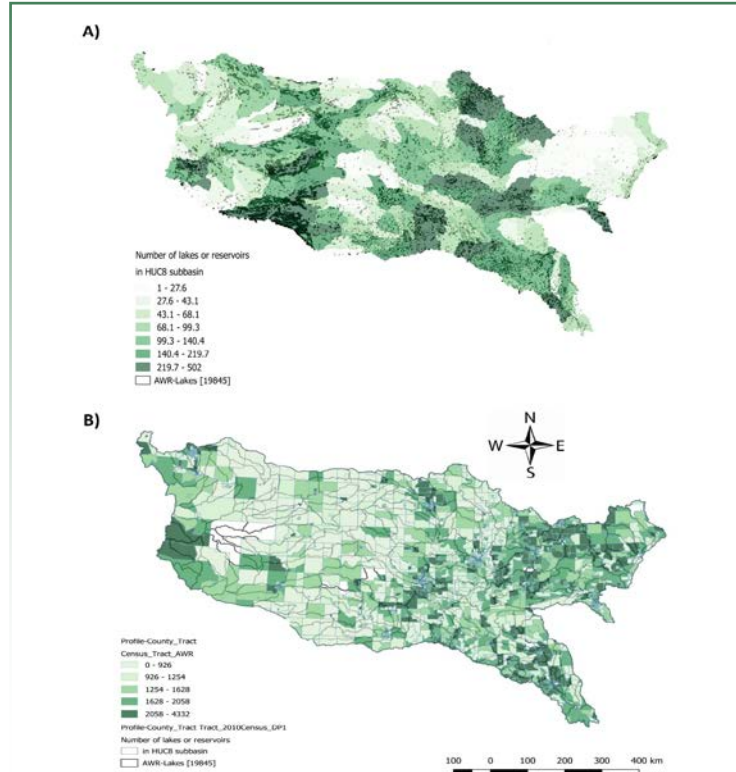 A)
Number of lakes or reservoirs
in HUC8 subbasin
1 - 27.6
27.6 - 43.1
43.1 - 68.1
68.1 - 99.3
99.3 - 140.4
140.4 - 219.7
219.7 - 502
AWR-Lakes [19845]
B)
N
W E
S
Profile-County_Tract
Census_Tract_AWR
0 - 926
926 - 1254
1254 - 1628
1628 - 2058
2058 - 4332
Profile-County_Tract Tract_2010Census_DP1
Number of lakes or reservoirs
in HUC8 subbasin
AWR-Lakes [19845]
100 0 100 200 300 400 km